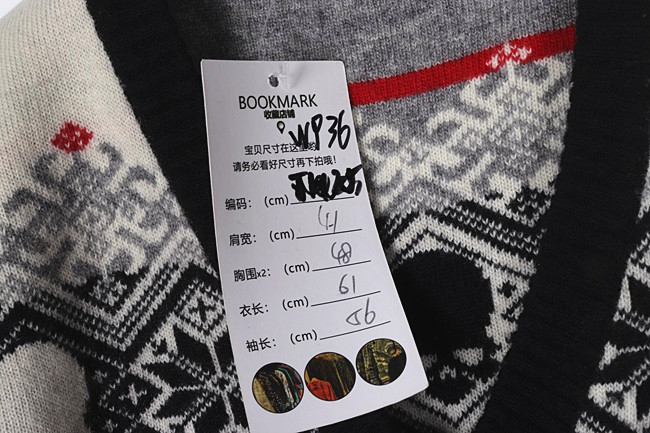 BOOKMARK
收藏店铺
WP36
宝贝尺寸在这里哟
请务必看好尺寸再下拍哦!
编码: (cm)
肩宽: (cm) 41
胸围x2: (cm) 48
衣长: (cm) 61
袖长: (cm) 56